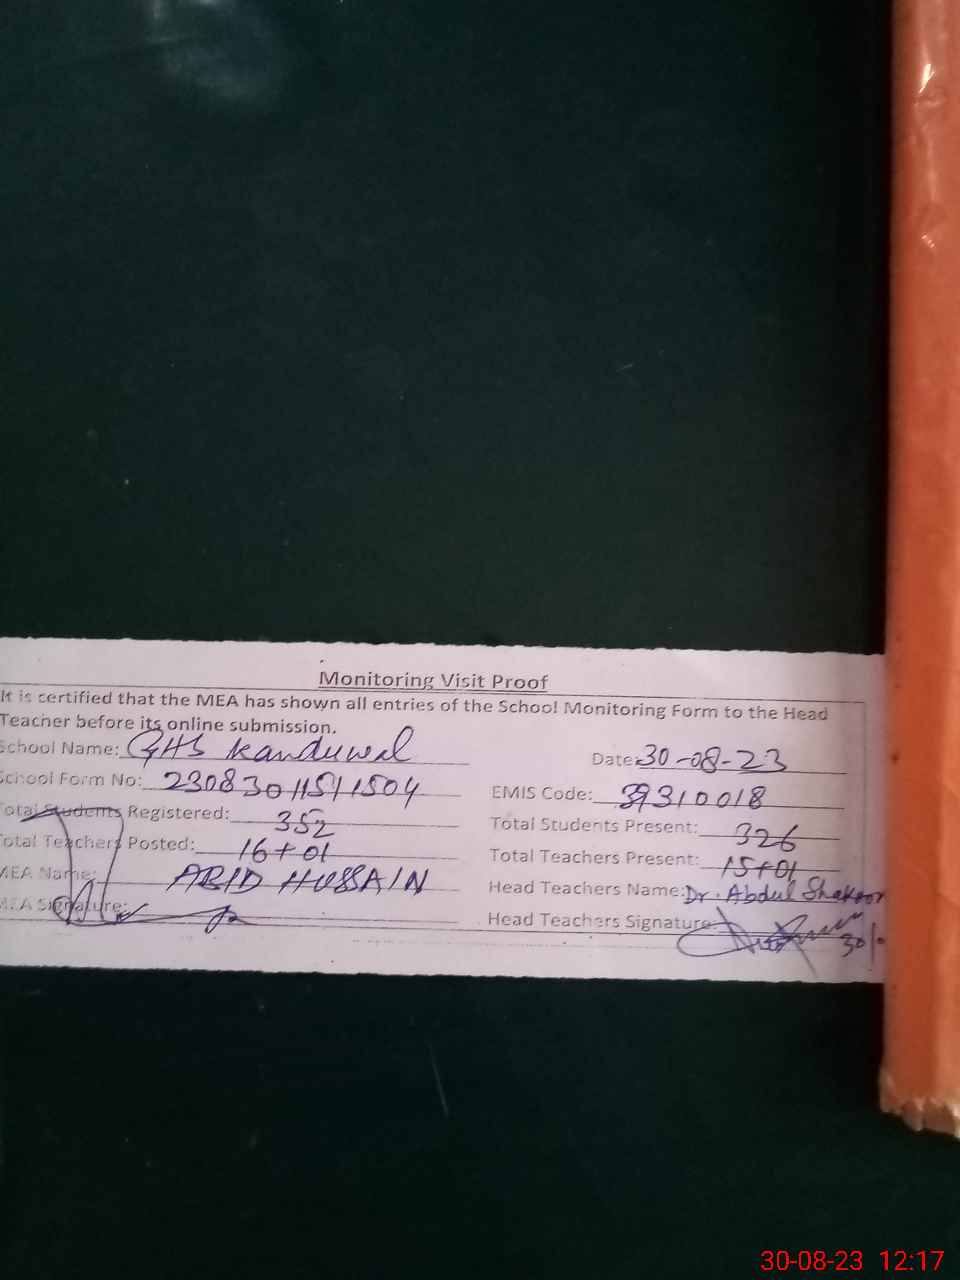 Monitoring Visit Proof
It is certified that the MEA has shown all entries of the School Monitoring Form to the Head
Teacher before its online submission.
School Name: GHS Kanduwal Date: 30-08-23
School Form No: 230830115111504 EMIS Code: 39310018
Total Students Registered: 352 Total Students Present: 326
Total Teachers Posted: 16+01 Total Teachers Present: 15+01
MEA Name: ABID HUSSAIN Head Teachers Name: Dr. Abdul Shakoor
MEA Signature: Head Teachers Signature:
30-08-23 12:17